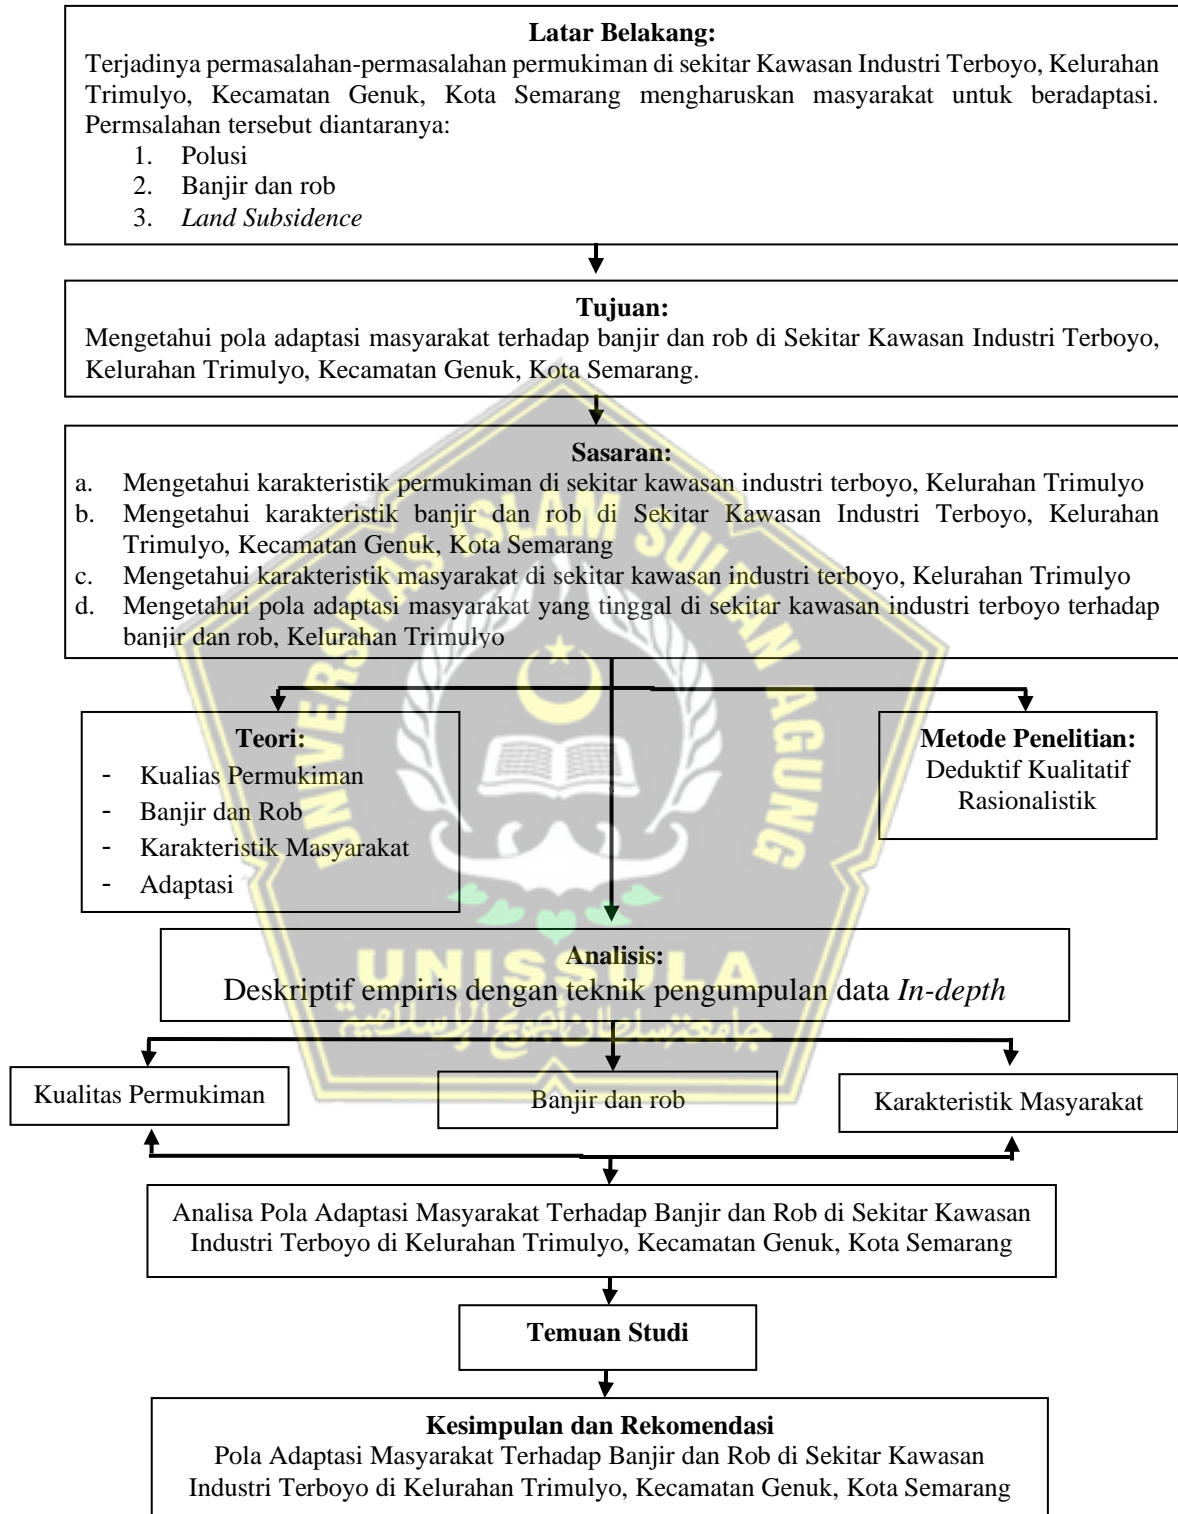 Latar Belakang:
Terjadinya permasalahan-permasalahan permukiman di sekitar Kawasan Industri Terboyo, Kelurahan
Trimulyo, Kecamatan Genuk, Kota Semarang mengharuskan masyarakat untuk beradaptasi.
Permsalahan tersebut diantaranya:
1. Polusi
2. Banjir dan rob
3. Land Subsidence
Tujuan:
Mengetahui pola adaptasi masyarakat terhadap banjir dan rob di Sekitar Kawasan Industri Terboyo,
Kelurahan Trimulyo, Kecamatan Genuk, Kota Semarang.
Sasaran:
a. Mengetahui karakteristik permukiman di sekitar kawasan industri terboyo, Kelurahan Trimulyo
b. Mengetahui karakteristik banjir dan rob di Sekitar Kawasan Industri Terboyo, Kelurahan
Trimulyo, Kecamatan Genuk, Kota Semarang
c. Mengetahui karakteristik masyarakat di sekitar kawasan industri terboyo, Kelurahan Trimulyo
d. Mengetahui pola adaptasi masyarakat yang tinggal di sekitar kawasan industri terboyo terhadap
banjir dan rob, Kelurahan Trimulyo
Teori:
- Kualias Permukiman
- Banjir dan Rob
- Karakteristik Masyarakat
- Adaptasi
Metode Penelitian:
Deduktif Kualitatif
Rasionalistik
UNIVERSITAS ISLAM SULTAN AGUNG
UNISSULA
جامعتسلطان أجونج الإسلامية
Analisis:
Deskriptif empiris dengan teknik pengumpulan data In-depth
Kualitas Permukiman
Banjir dan rob
Karakteristik Masyarakat
Analisa Pola Adaptasi Masyarakat Terhadap Banjir dan Rob di Sekitar Kawasan
Industri Terboyo di Kelurahan Trimulyo, Kecamatan Genuk, Kota Semarang
Temuan Studi
Kesimpulan dan Rekomendasi
Pola Adaptasi Masyarakat Terhadap Banjir dan Rob di Sekitar Kawasan
Industri Terboyo di Kelurahan Trimulyo, Kecamatan Genuk, Kota Semarang